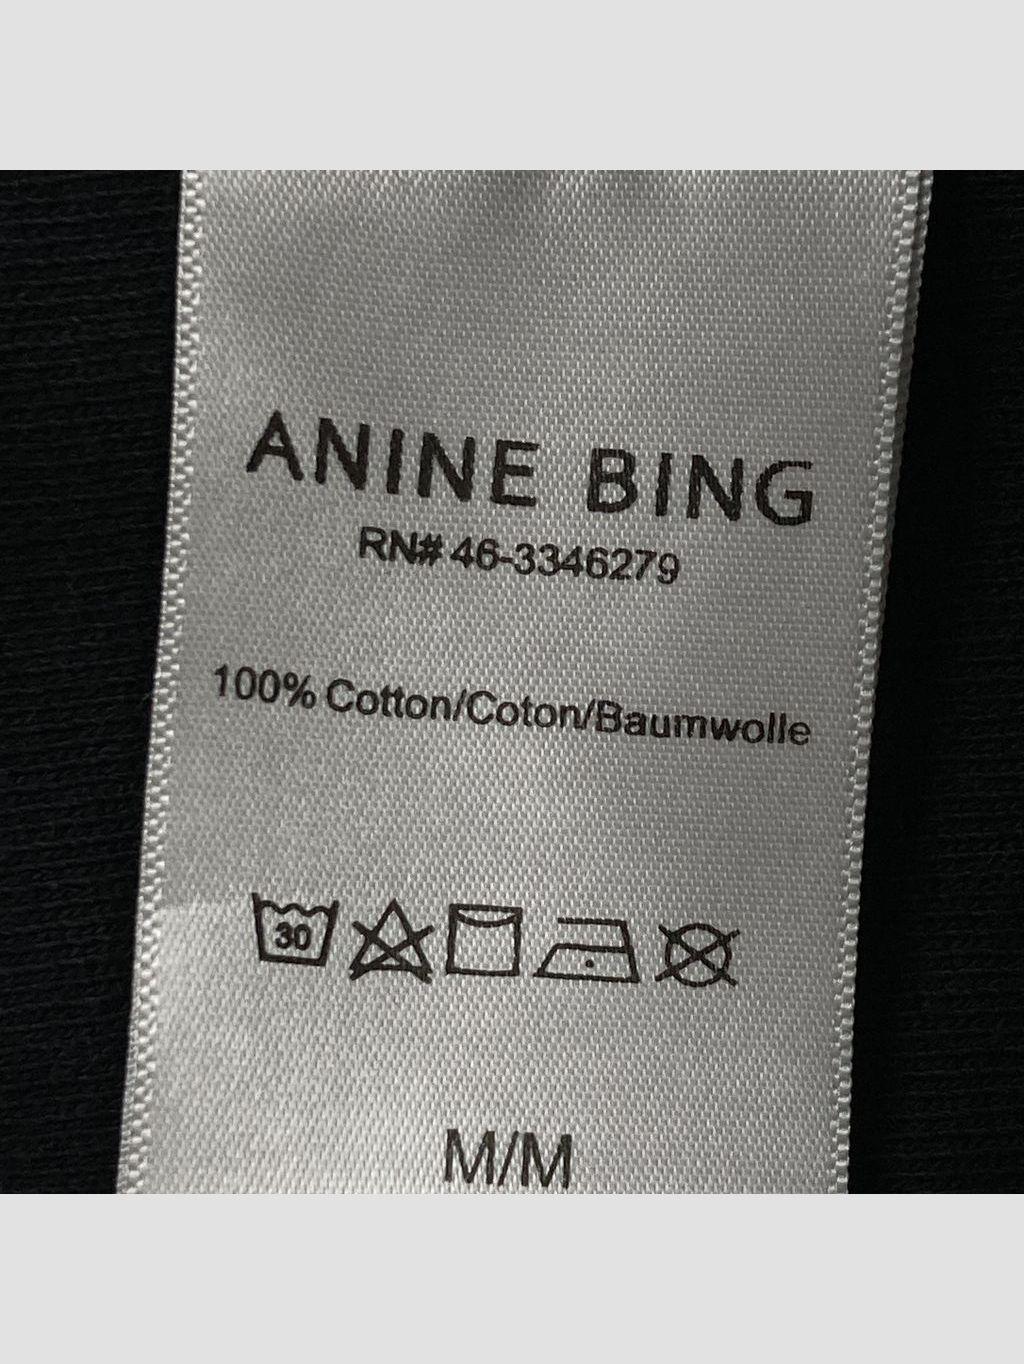 ANINE BING
RN# 46-3346279
100% Cotton/Coton/Baumwolle
30
M/M